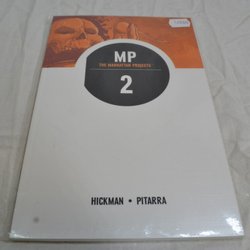 MP
THE MANHATTAN PROJECTS
2
HICKMAN • PITARRA